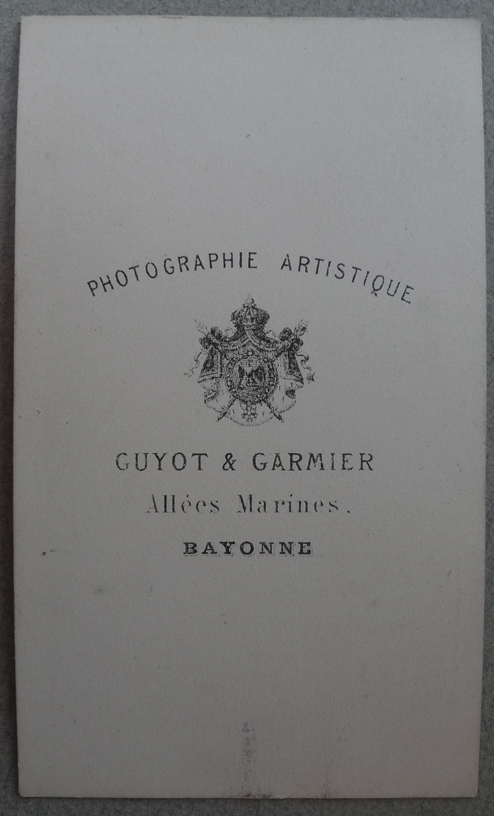 PHOTOGRAPHIE ARTISTIQUE
GUYOT & GARMIER
Allées Marines.
BAYONNE